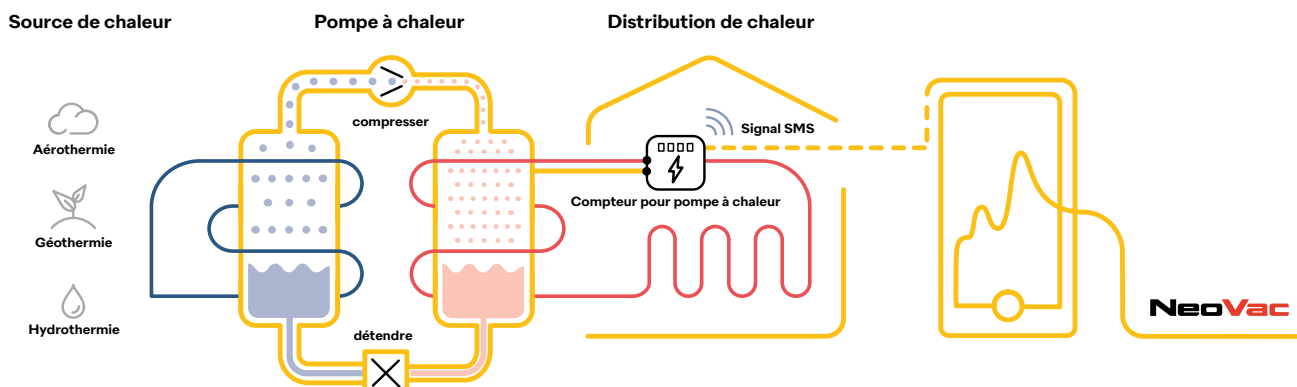 Source de chaleur
Pompe à chaleur
Distribution de chaleur
compresser
Signal SMS
Aérothermie
Compteur pour pompe à chaleur
Géothermie
Hydrothermie
détendre
NeoVac